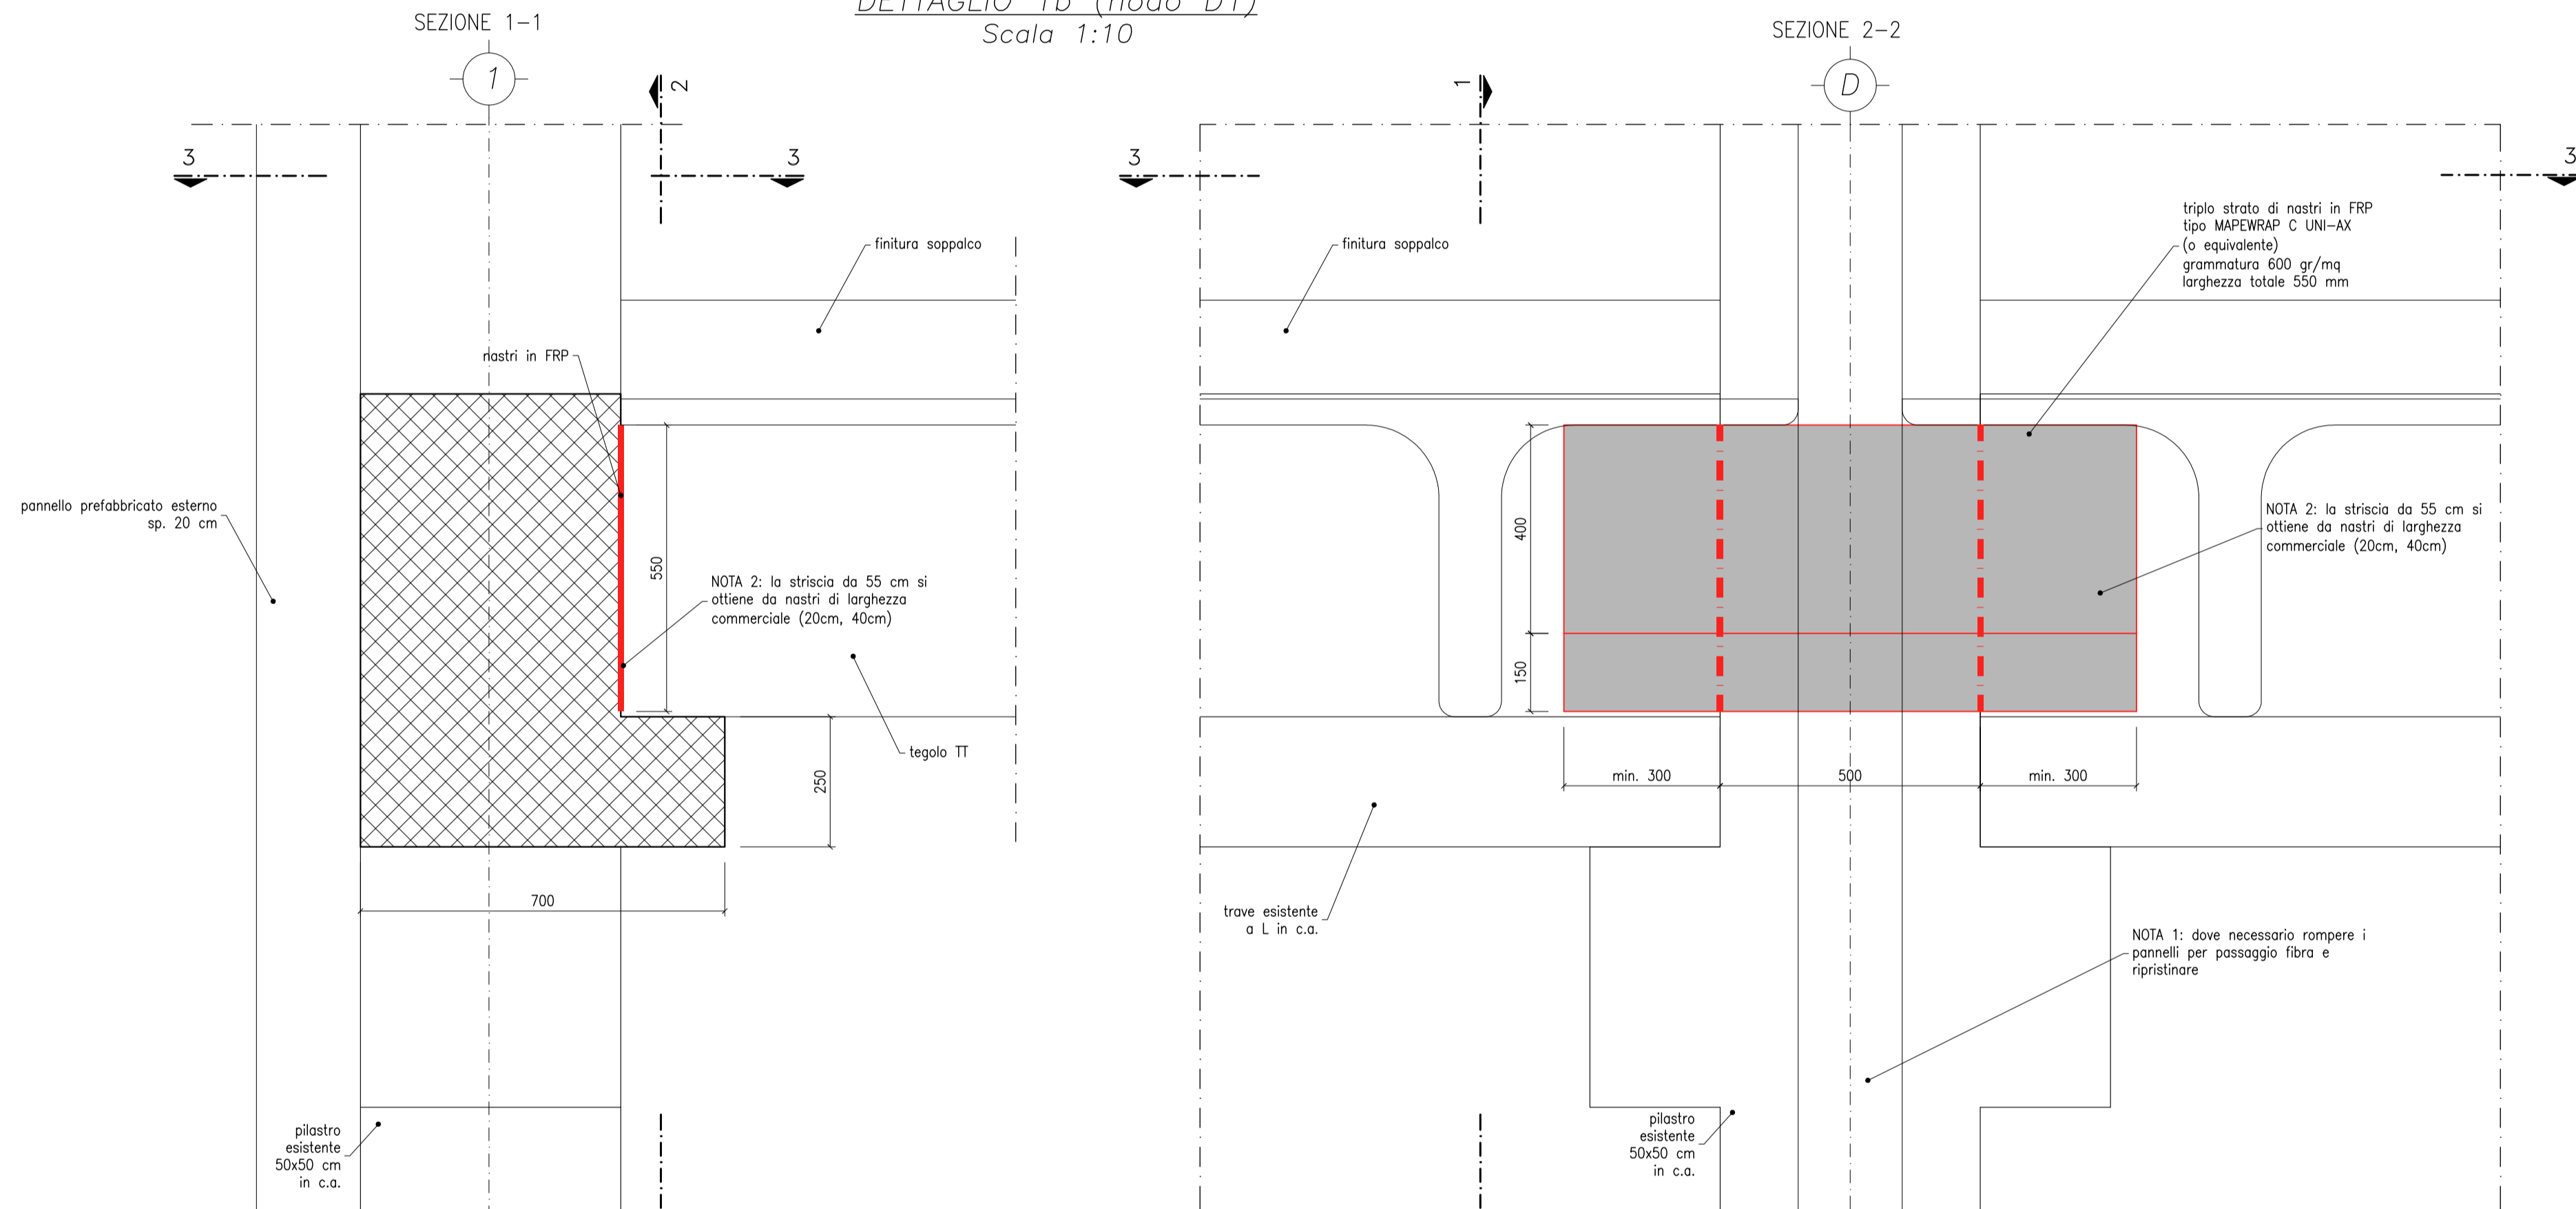 DETTAGLIO 1b (nodo D1)
Scala 1:10
SEZIONE 1-1
1
2
3
3
finitura soppalco
nastri in FRP
pannello prefabbricato esterno
sp. 20 cm
550
NOTA 2: la striscia da 55 cm si
ottiene da nastri di larghezza
commerciale (20cm, 40cm)
tegolo TT
250
700
pilastro
esistente
50x50 cm
in c.a.
SEZIONE 2-2
D
1
3
3
finitura soppalco
triplo strato di nastri in FRP
tipo MAPEWRAP C UNI-AX
(o equivalente)
grammatura 600 gr/mq
larghezza totale 550 mm
400
150
NOTA 2: la striscia da 55 cm si
ottiene da nastri di larghezza
commerciale (20cm, 40cm)
min. 300
500
min. 300
trave esistente
a L in c.a.
NOTA 1: dove necessario rompere i
pannelli per passaggio fibra e
ripristinare
pilastro
esistente
50x50 cm
in c.a.